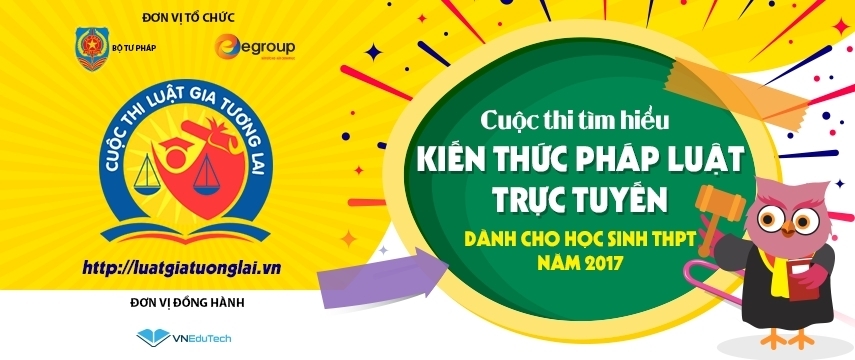 ĐƠN VỊ TỔ CHỨC
BỘ TƯ PHÁP
egroup
CUỘC THI LUẬT GIA TƯƠNG LAI
http://luatgiatuonglai.vn
ĐƠN VỊ ĐỒNG HÀNH
VNEduTech
Cuộc thi tìm hiểu
KIẾN THỨC PHÁP LUẬT
TRỰC TUYẾN
DÀNH CHO HỌC SINH THPT
NĂM 2017